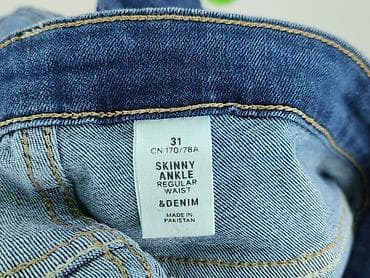 31
CN 170/78A
SKINNY
ANKLE
REGULAR
WAIST
&DENIM
MADE IN
PAKISTAN